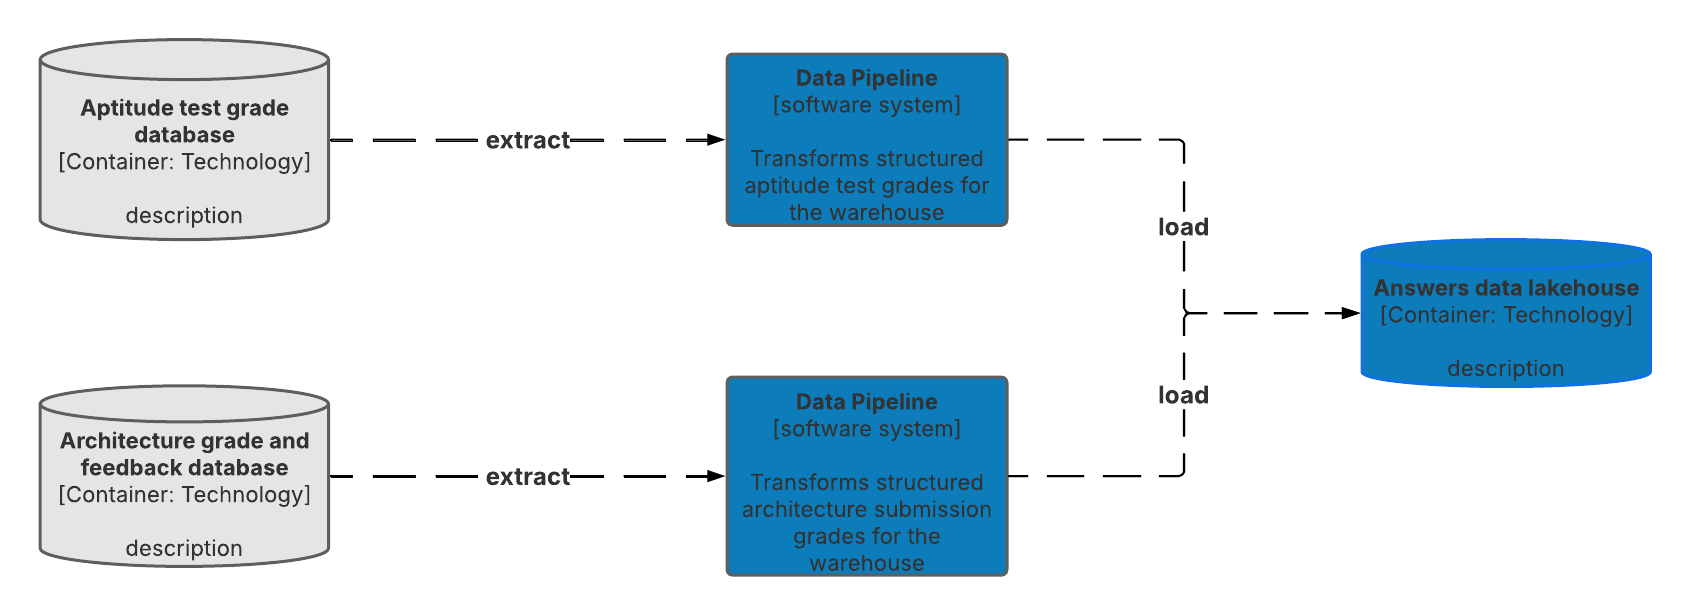 Aptitude test grade
database
[Container: Technology]
description
extract
Data Pipeline
[software system]
Transforms structured
aptitude test grades for
the warehouse
load
Answers data lakehouse
[Container: Technology]
description
Architecture grade and
feedback database
[Container: Technology]
description
extract
Data Pipeline
[software system]
Transforms structured
architecture submission
grades for the
warehouse
load